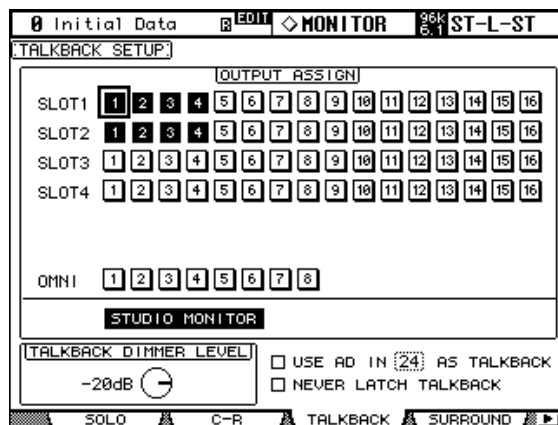 0 Initial Data EDIT MONITOR 96k 6.1 ST-L-ST
TALKBACK SETUP
OUTPUT ASSIGN
SLOT1 1 2 3 4 5 6 7 8 9 10 11 12 13 14 15 16
SLOT2 1 2 3 4 5 6 7 8 9 10 11 12 13 14 15 16
SLOT3 1 2 3 4 5 6 7 8 9 10 11 12 13 14 15 16
SLOT4 1 2 3 4 5 6 7 8 9 10 11 12 13 14 15 16
OMNI 1 2 3 4 5 6 7 8
STUDIO MONITOR
TALKBACK DIMMER LEVEL
-20dB
USE AD IN 24 AS TALKBACK
NEVER LATCH TALKBACK
SOLO C-R TALKBACK SURROUND